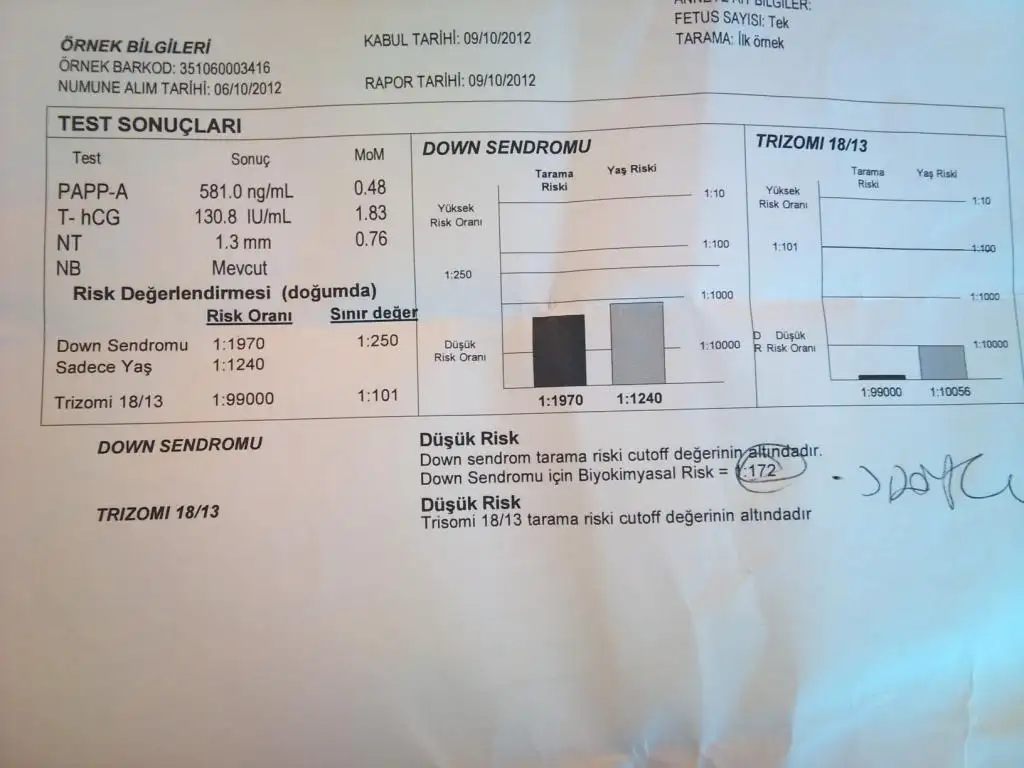 ANNEYE AİT BİLGİLER:
FETUS SAYISI: Tek
TARAMA: İlk örnek
ÖRNEK BİLGİLERİ
ÖRNEK BARKOD: 351060003416
NUMUNE ALIM TARİHİ: 06/10/2012
KABUL TARİHİ: 09/10/2012
RAPOR TARİHİ: 09/10/2012
TEST SONUÇLARI
Test Sonuç MoM
PAPP-A 581.0 ng/mL 0.48
T- hCG 130.8 IU/mL 1.83
NT 1.3 mm 0.76
NB Mevcut
Risk Değerlendirmesi (doğumda)
Risk Oranı Sınır değer
Down Sendromu 1:1970 1:250
Sadece Yaş 1:1240
Trizomi 18/13 1:99000 1:101
DOWN SENDROMU
Tarama Riski Yaş Riski
Yüksek Risk Oranı
1:10
1:100
1:250
1:1000
Düşük Risk Oranı
1:10000
1:1970 1:1240
TRIZOMI 18/13
Tarama Riski Yaş Riski
Yüksek Risk Oranı
1:10
1:101
1:100
1:1000
D Düşük
R Risk Oranı
1:10000
1:99000 1:10056
DOWN SENDROMU
Düşük Risk
Down sendrom tarama riski cutoff değerinin altındadır.
Down Sendromu için Biyokimyasal Risk = 1:172
TRIZOMI 18/13
Düşük Risk
Trisomi 18/13 tarama riski cutoff değerinin altındadır